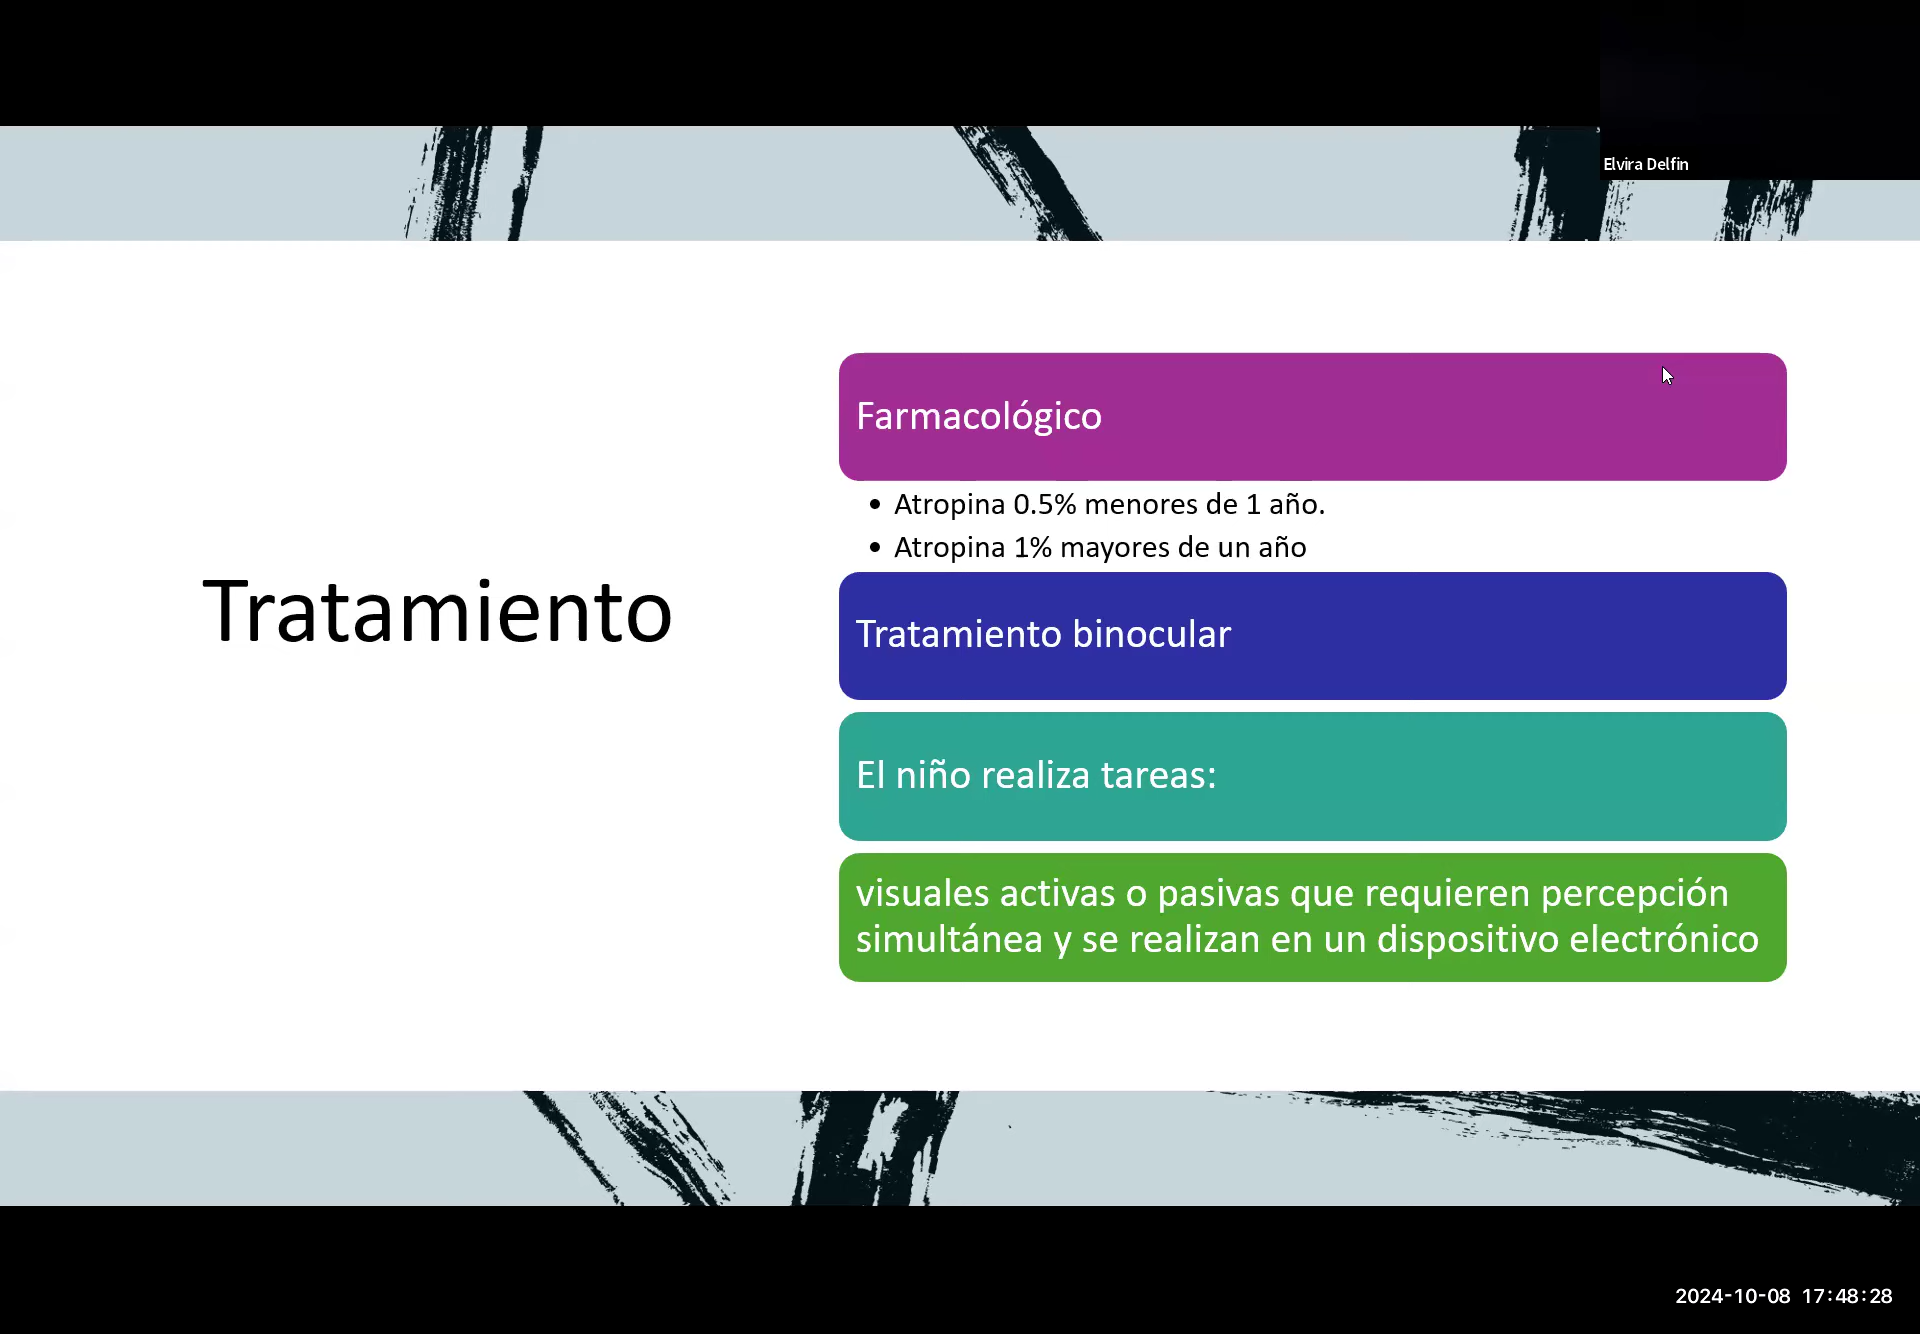 Elvira Delfin
Tratamiento
Farmacológico
• Atropina 0.5% menores de 1 año.
• Atropina 1% mayores de un año
Tratamiento binocular
El niño realiza tareas:
visuales activas o pasivas que requieren percepción
simultánea y se realizan en un dispositivo electrónico
2024-10-08 17:48:28